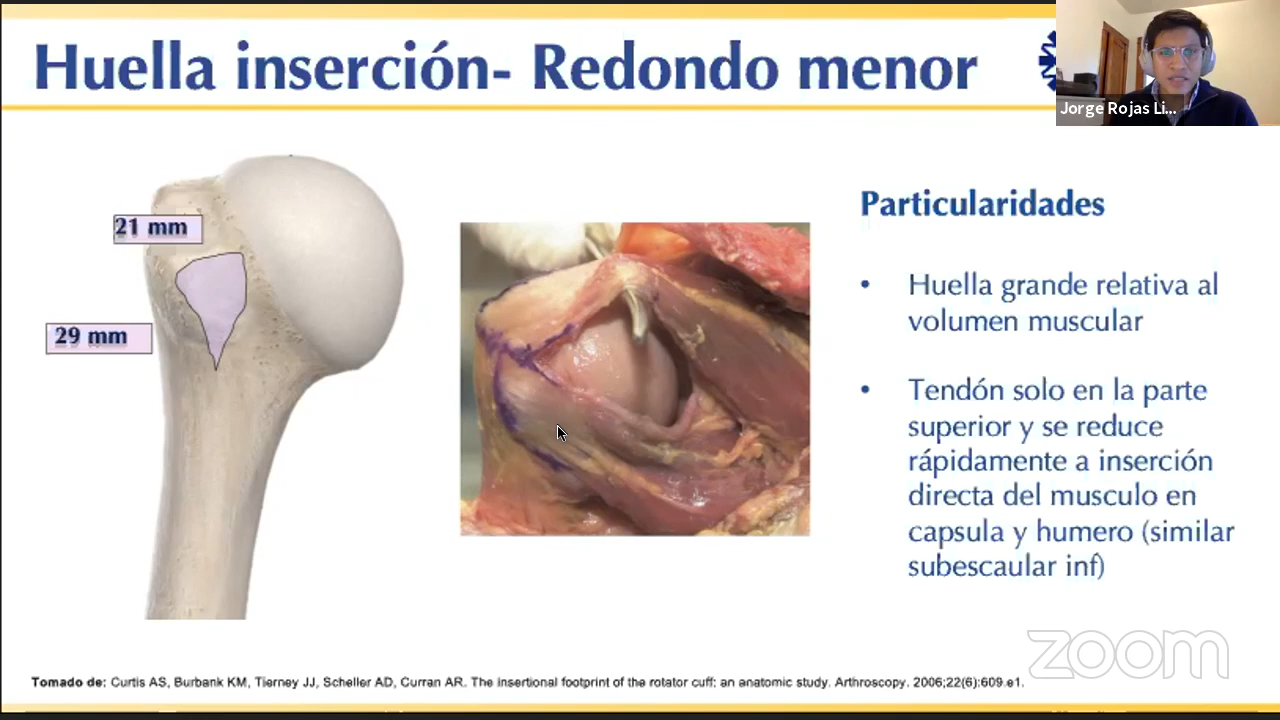 Huella inserción- Redondo menor
Jorge Rojas Li...
21 mm
29 mm
Particularidades
• Huella grande relativa al
volumen muscular
• Tendón solo en la parte
superior y se reduce
rápidamente a inserción
directa del musculo en
capsula y humero (similar
subescaular inf)
zoom
Tomado de: Curtis AS, Burbank KM, Tierney JJ, Scheller AD, Curran AR. The insertional footprint of the rotator cuff: an anatomic study. Arthroscopy. 2006;22(6):609.e1.